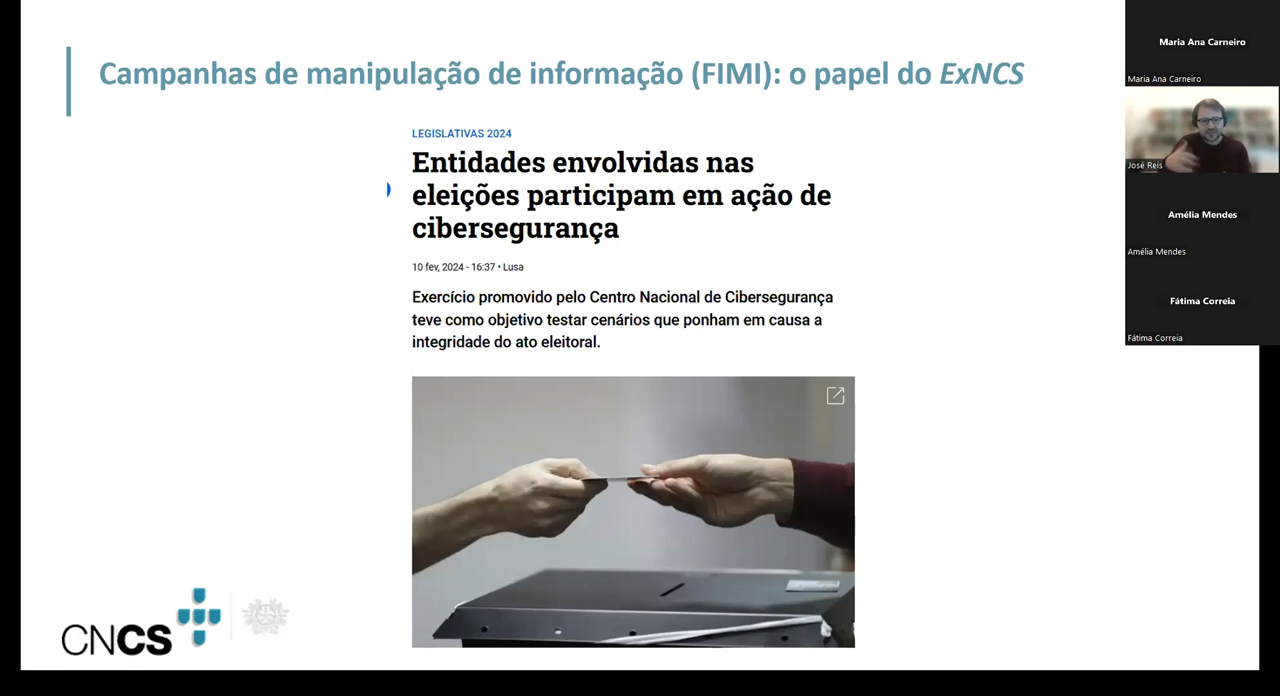 Campanhas de manipulação de informação (FIMI): o papel do ExNCS
LEGISLATIVAS 2024
Entidades envolvidas nas
eleições participam em ação de
cibersegurança
10 fev, 2024 - 16:37 • Lusa
Exercício promovido pelo Centro Nacional de Cibersegurança
teve como objetivo testar cenários que ponham em causa a
integridade do ato eleitoral.
CNCS
Maria Ana Carneiro
Maria Ana Carneiro
José Reis
Amélia Mendes
Amélia Mendes
Fátima Correia
Fátima Correia